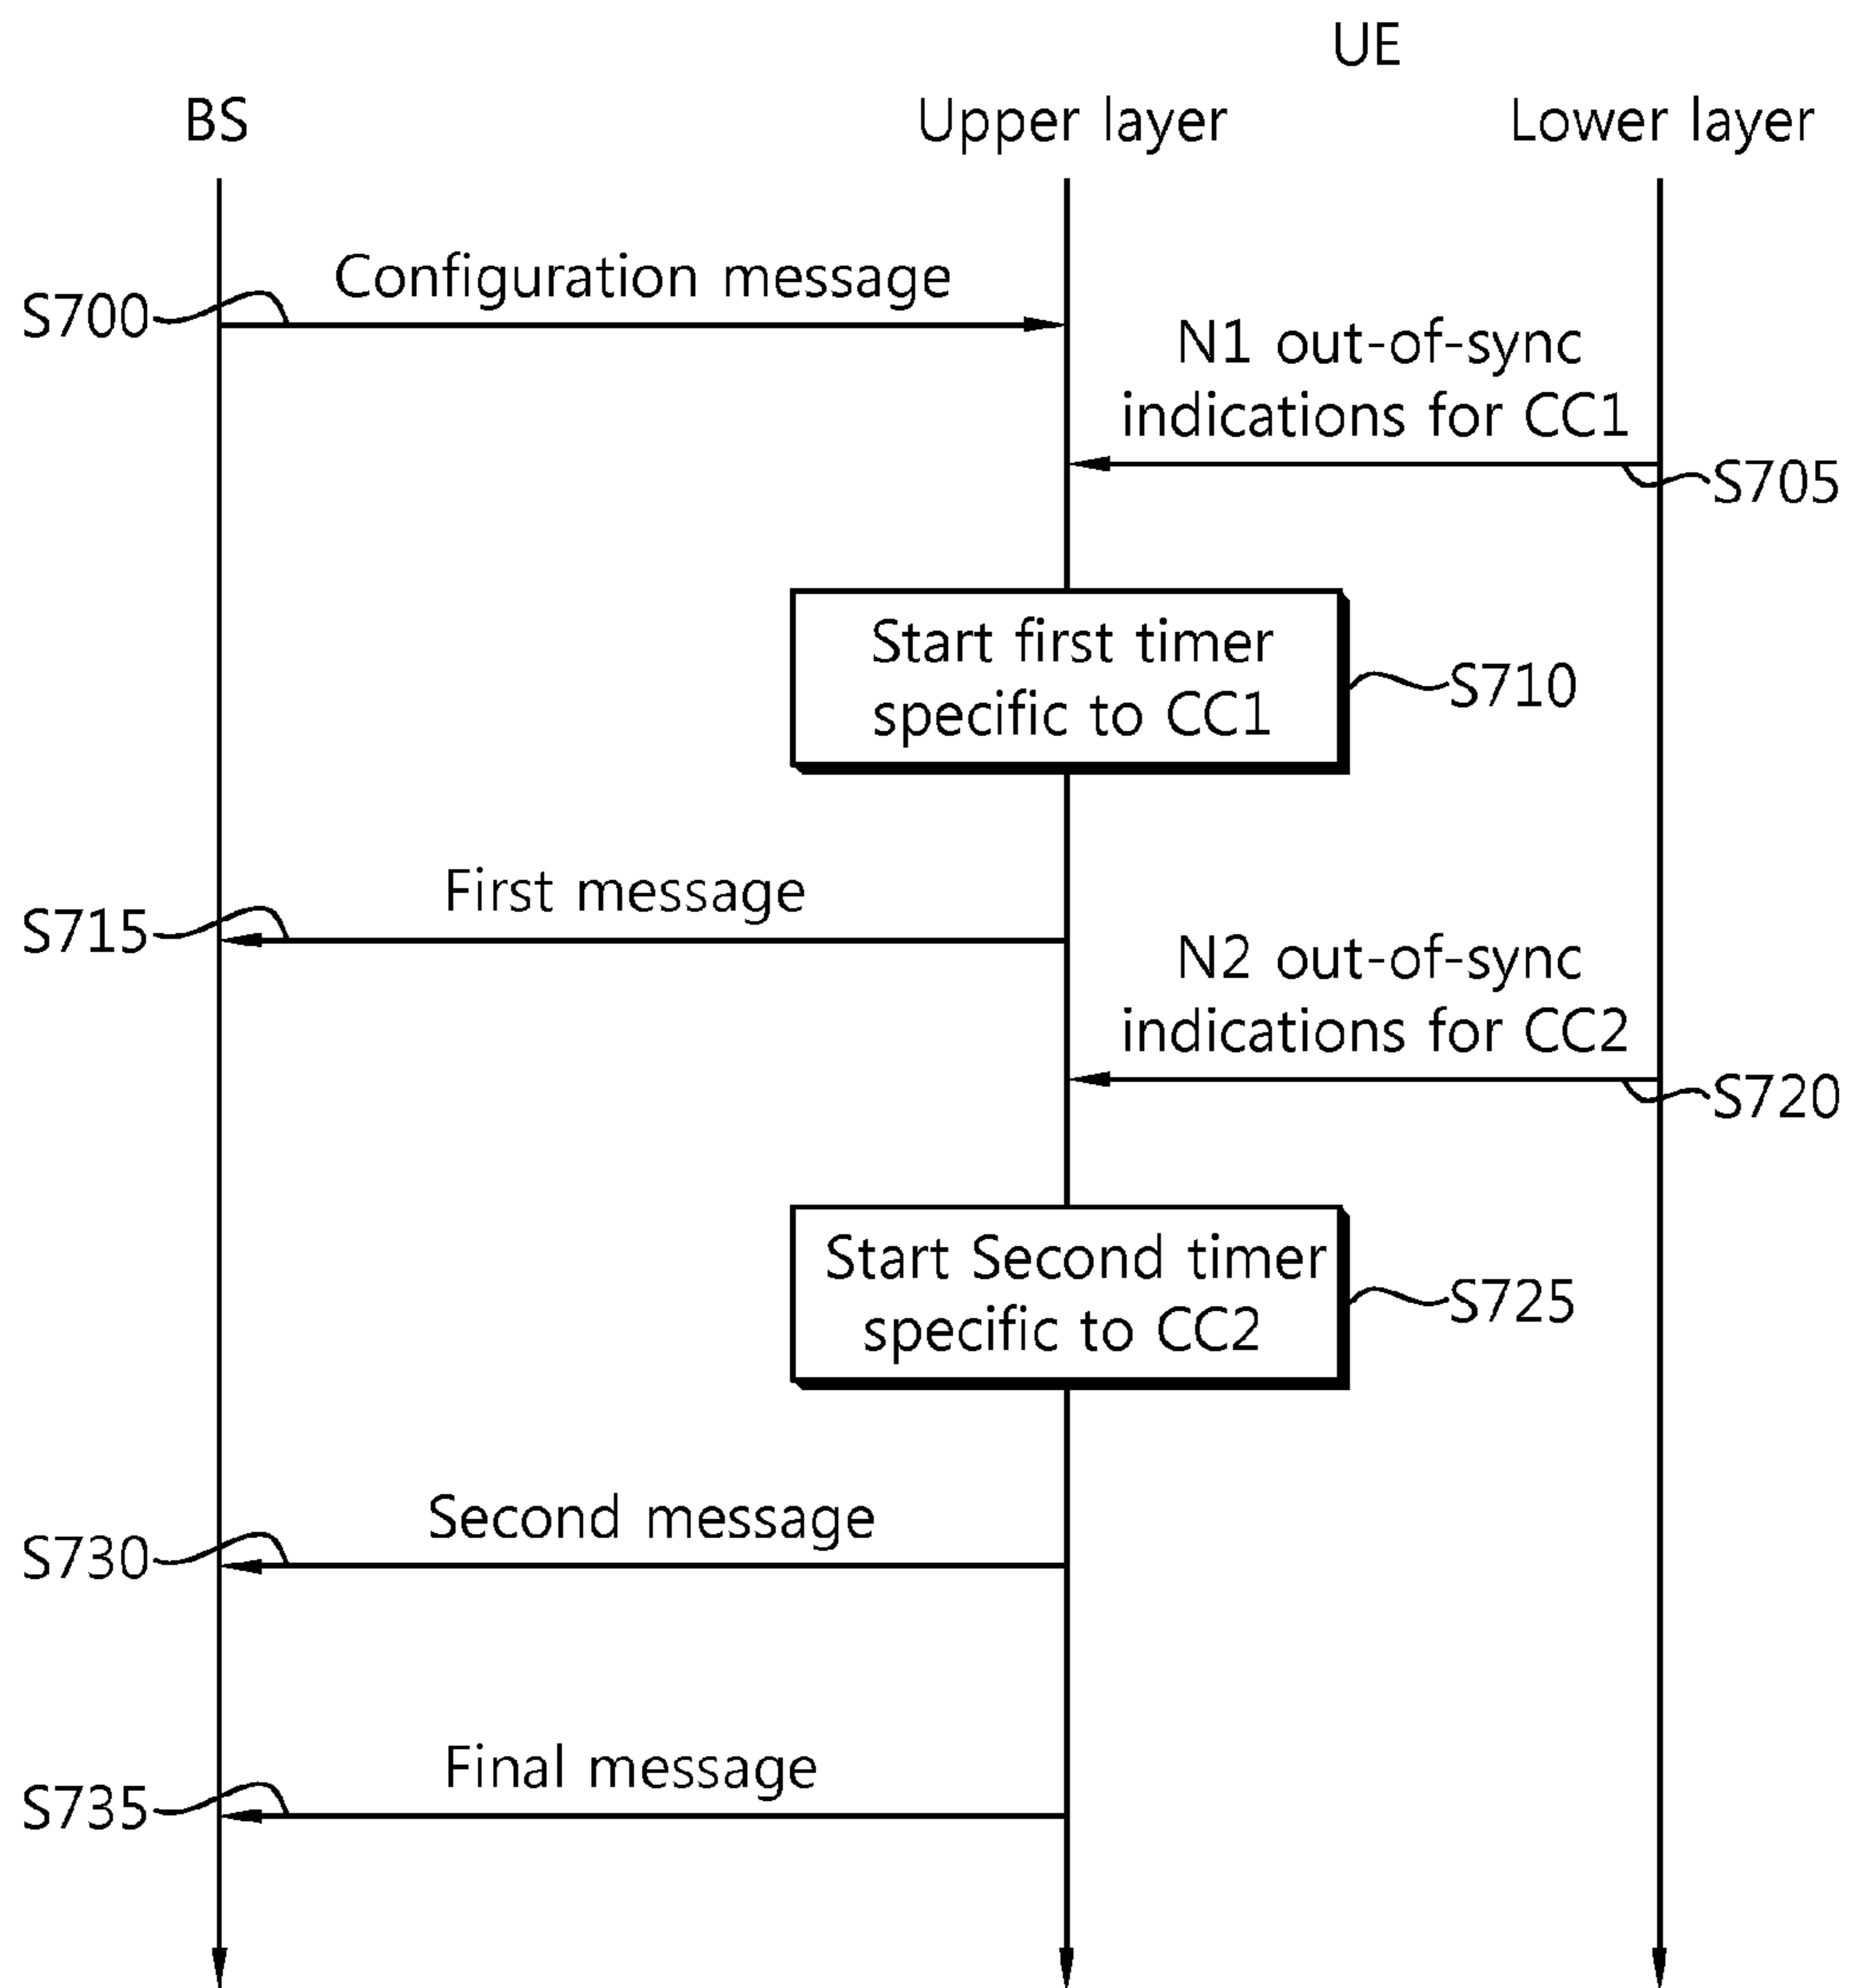 UE
BS
Upper layer
Lower layer
Configuration message
S700
N1 out-of-sync
indications for CC1
S705
Start first timer
specific to CC1
S710
First message
S715
N2 out-of-sync
indications for CC2
S720
Start Second timer
specific to CC2
S725
Second message
S730
Final message
S735